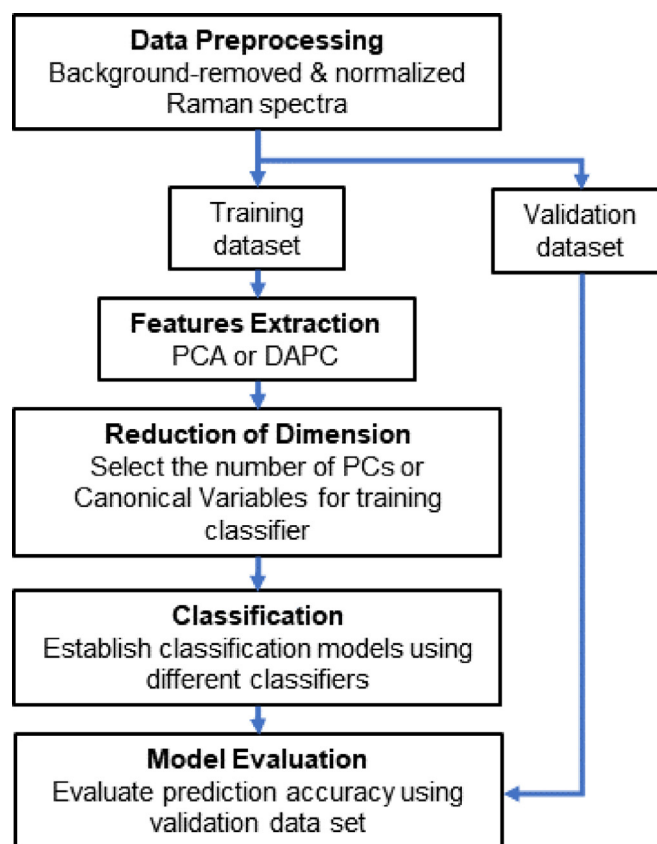 Data Preprocessing
Background-removed & normalized
Raman spectra
Training
dataset
Validation
dataset
Features Extraction
PCA or DAPC
Reduction of Dimension
Select the number of PCs or
Canonical Variables for training
classifier
Classification
Establish classification models using
different classifiers
Model Evaluation
Evaluate prediction accuracy using
validation data set